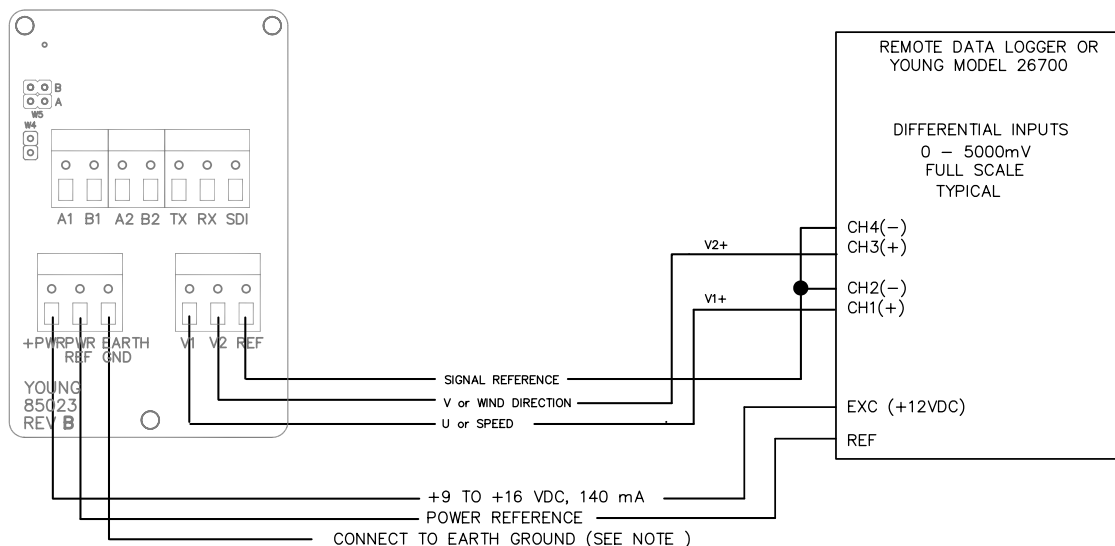 B
A
W5
W4
A1 B1 A2 B2 TX RX SDI
+PWR PWR REF EARTH GND
V1 V2 REF
YOUNG
85023
REV B
REMOTE DATA LOGGER OR
YOUNG MODEL 26700
DIFFERENTIAL INPUTS
0 – 5000mV
FULL SCALE
TYPICAL
CH4(–)
CH3(+)
CH2(–)
CH1(+)
V2+
V1+
SIGNAL REFERENCE
V or WIND DIRECTION
U or SPEED
EXC (+12VDC)
REF
+9 TO +16 VDC, 140 mA
POWER REFERENCE
CONNECT TO EARTH GROUND (SEE NOTE )